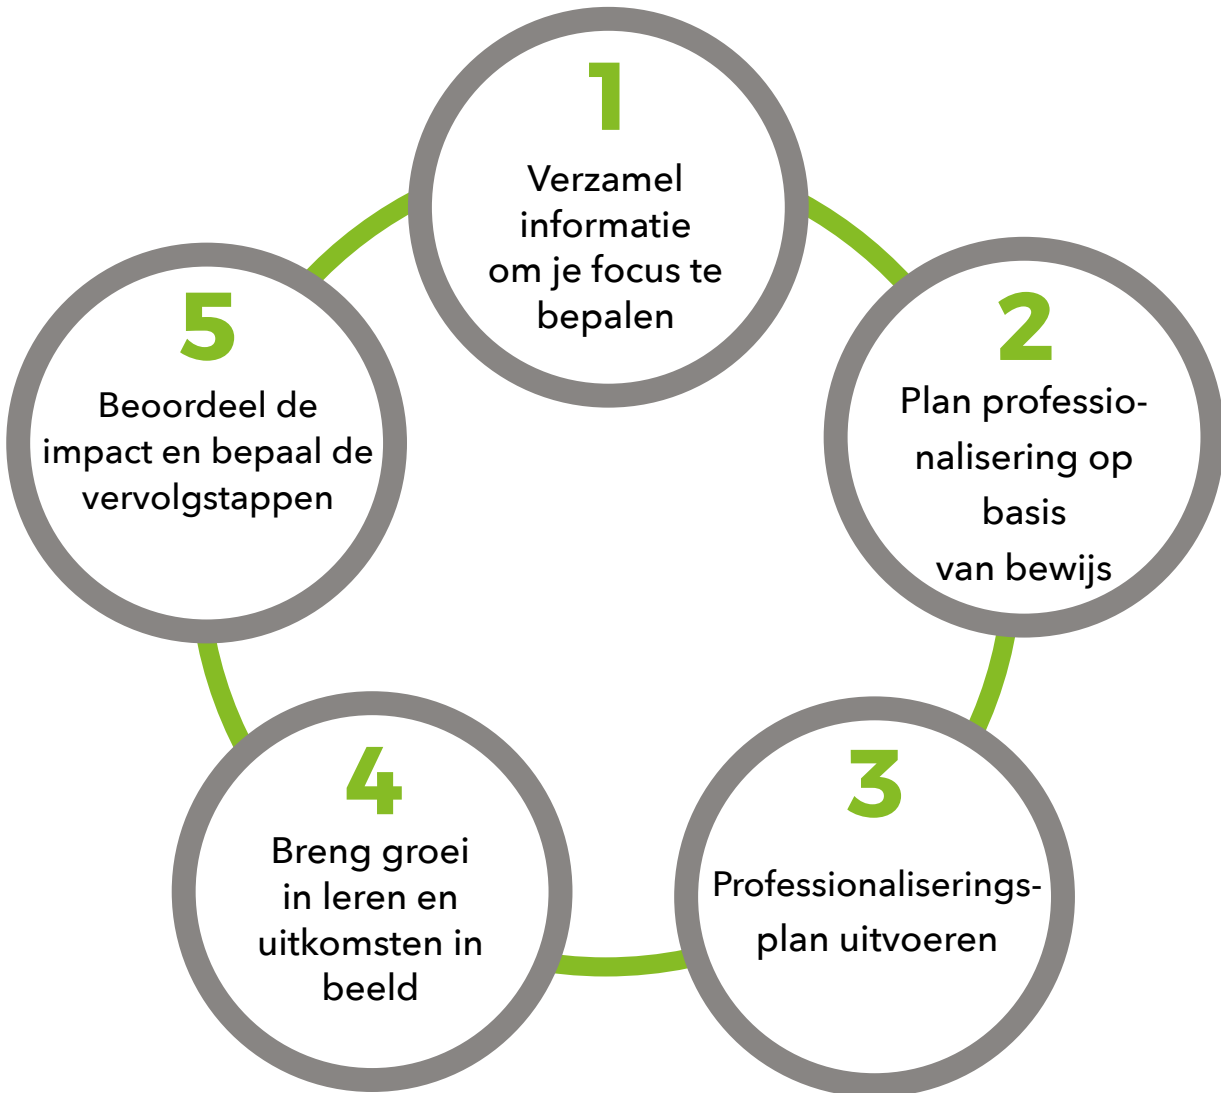 1
Verzamel
informatie
om je focus te
bepalen
2
Plan professio-
nalisering op
basis
van bewijs
3
Professionaliserings-
plan uitvoeren
4
Breng groei
in leren en
uitkomsten in
beeld
5
Beoordeel de
impact en bepaal de
vervolgstappen